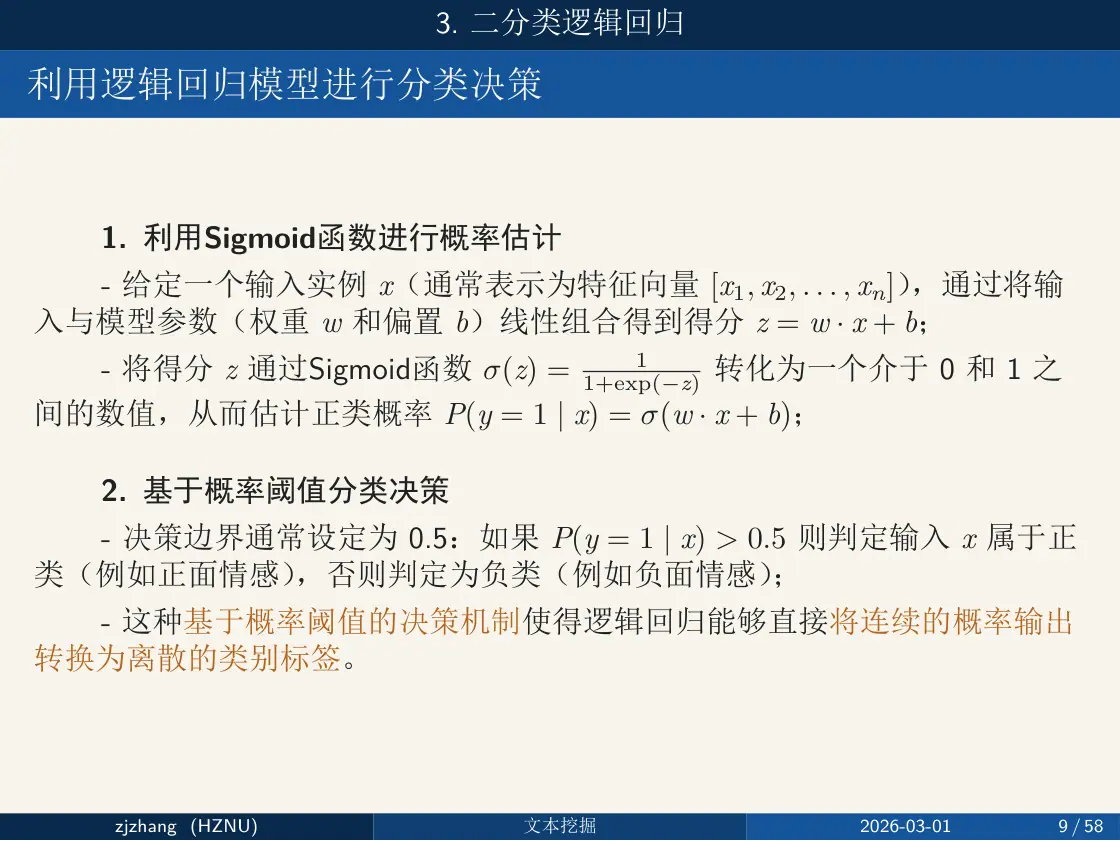 3. 二分类逻辑回归
利用逻辑回归模型进行分类决策
1. 利用Sigmoid函数进行概率估计
- 给定一个输入实例 x（通常表示为特征向量 [x₁, x₂, . . . , xₙ]），通过将输
入与模型参数（权重 w 和偏置 b）线性组合得到得分 z = w · x + b；
- 将得分 z 通过Sigmoid函数 σ(z) = 1/(1+exp(−z)) 转化为一个介于 0 和 1 之
间的数值，从而估计正类概率 P(y = 1 | x) = σ(w · x + b)；
2. 基于概率阈值分类决策
- 决策边界通常设定为 0.5：如果 P(y = 1 | x) > 0.5 则判定输入 x 属于正
类（例如正面情感），否则判定为负类（例如负面情感）；
- 这种基于概率阈值的决策机制使得逻辑回归能够直接将连续的概率输出
转换为离散的类别标签。
zjzhang (HZNU) 文本挖掘 2026-03-01 9 / 58